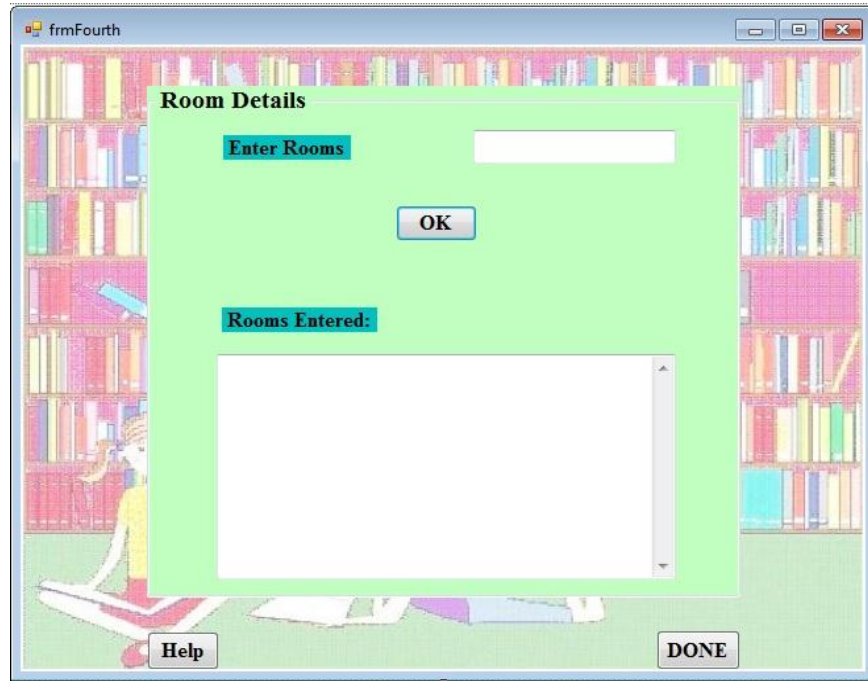 frmFourth
Room Details
Enter Rooms
OK
Rooms Entered:
Help
DONE